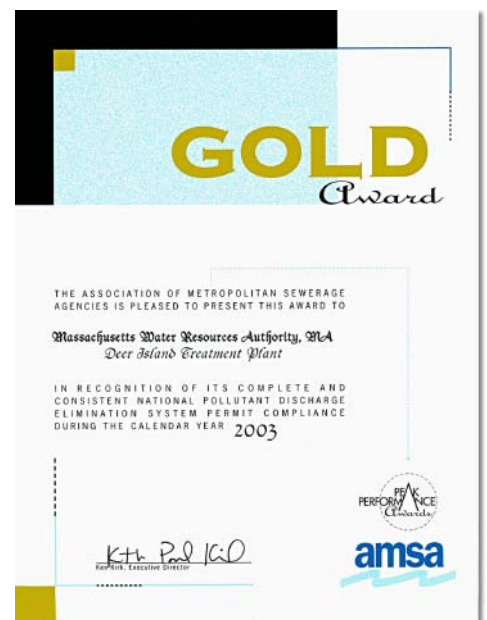 GOLD
Award
THE ASSOCIATION OF METROPOLITAN SEWERAGE
AGENCIES IS PLEASED TO PRESENT THIS AWARD TO
Massachusetts Water Resources Authority, MA
Deer Island Treatment Plant
IN RECOGNITION OF ITS COMPLETE AND
CONSISTENT NATIONAL POLLUTANT DISCHARGE
ELIMINATION SYSTEM PERMIT COMPLIANCE
DURING THE CALENDAR YEAR 2003
PEAK
PERFORMANCE
Awards
Ken Kirk, Executive Director
amsa